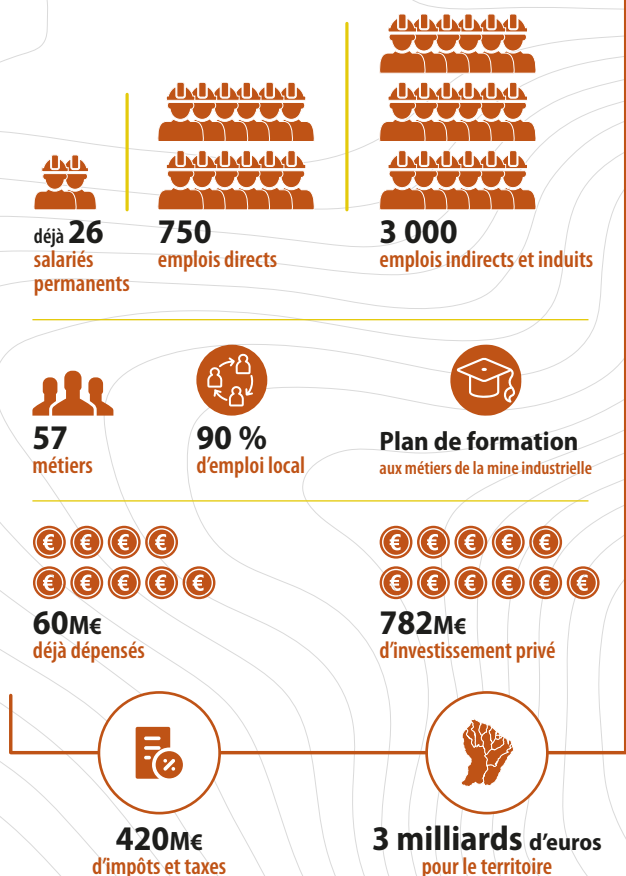 déjà 26
salariés
permanents
750
emplois directs
3 000
emplois indirects et induits
57
métiers
90 %
d'emploi local
Plan de formation
aux métiers de la mine industrielle
60M€
déjà dépensés
782M€
d'investissement privé
420M€
d'impôts et taxes
3 milliards d'euros
pour le territoire